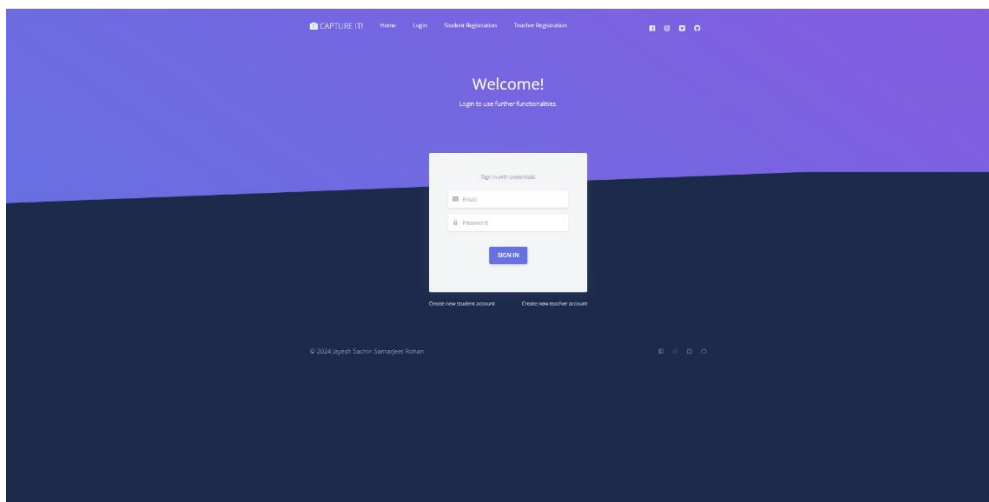 CAPTURE IT! Home Login Student Registration Teacher Registration
Welcome!
Login to use further functionalities
Sign in with credentials
Email
Password
SIGN IN
Create new student account Create new teacher account
© 2024 Jayesh Sachin Samarjeet Rohan